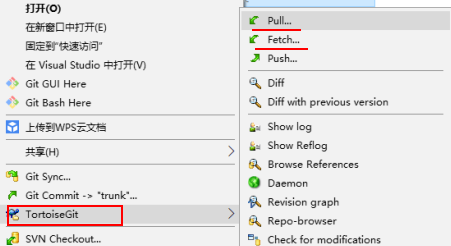 打开(O)
在新窗口中打开(E)
固定到"快速访问"
在 Visual Studio 中打开(V)
Git GUI Here
Git Bash Here
上传到WPS云文档
共享(H)
Git Sync...
Git Commit -> "trunk"...
TortoiseGit
SVN Checkout...
Pull...
Fetch...
Push...
Diff
Diff with previous version
Show log
Show Reflog
Browse References
Daemon
Revision graph
Repo-browser
Check for modifications